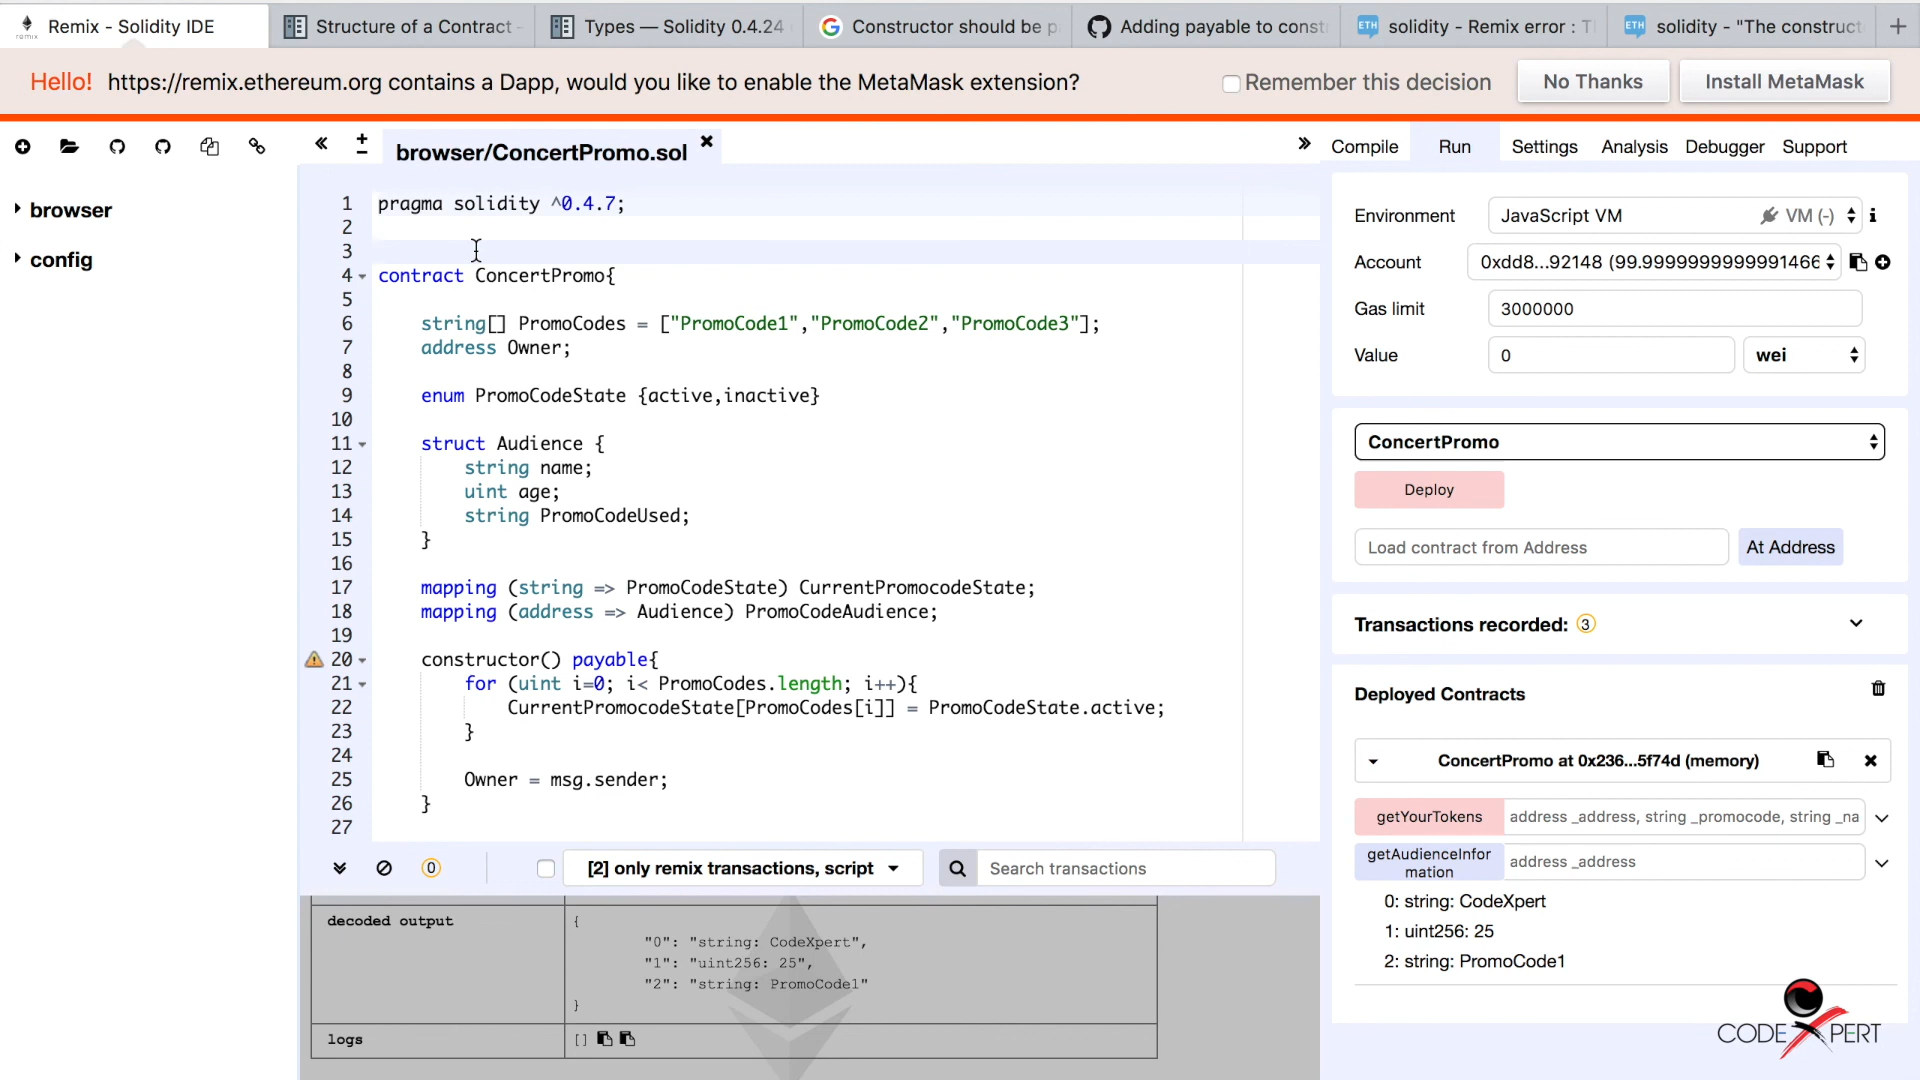 Remix - Solidity IDE
Structure of a Contract -
Types — Solidity 0.4.24
Constructor should be p
Adding payable to constr
solidity - Remix error : T
solidity - "The construct
remix
Hello! https://remix.ethereum.org contains a Dapp, would you like to enable the MetaMask extension?
Remember this decision
No Thanks
Install MetaMask
browser/ConcertPromo.sol
Compile
Run
Settings
Analysis
Debugger
Support
browser
config
1 pragma solidity ^0.4.7;
2
3
4 contract ConcertPromo{
5
6 string[] PromoCodes = ["PromoCode1","PromoCode2","PromoCode3"];
7 address Owner;
8
9 enum PromoCodeState {active,inactive}
10
11 struct Audience {
12 string name;
13 uint age;
14 string PromoCodeUsed;
15 }
16
17 mapping (string => PromoCodeState) CurrentPromocodeState;
18 mapping (address => Audience) PromoCodeAudience;
19
20 constructor() payable{
21 for (uint i=0; i< PromoCodes.length; i++){
22 CurrentPromocodeState[PromoCodes[i]] = PromoCodeState.active;
23 }
24
25 Owner = msg.sender;
26 }
27
0
[2] only remix transactions, script
Search transactions
decoded output
{
"0": "string: CodeXpert",
"1": "uint256: 25",
"2": "string: PromoCode1"
}
logs
[]
Environment
JavaScript VM
VM (-)
i
Account
0xdd8...92148 (99.9999999999991466
Gas limit
3000000
Value
0
wei
ConcertPromo
Deploy
Load contract from Address
At Address
Transactions recorded: 3
Deployed Contracts
ConcertPromo at 0x236...5f74d (memory)
getYourTokens
address _address, string _promocode, string _na
getAudienceInfor
mation
address _address
0: string: CodeXpert
1: uint256: 25
2: string: PromoCode1
CODEXPERT